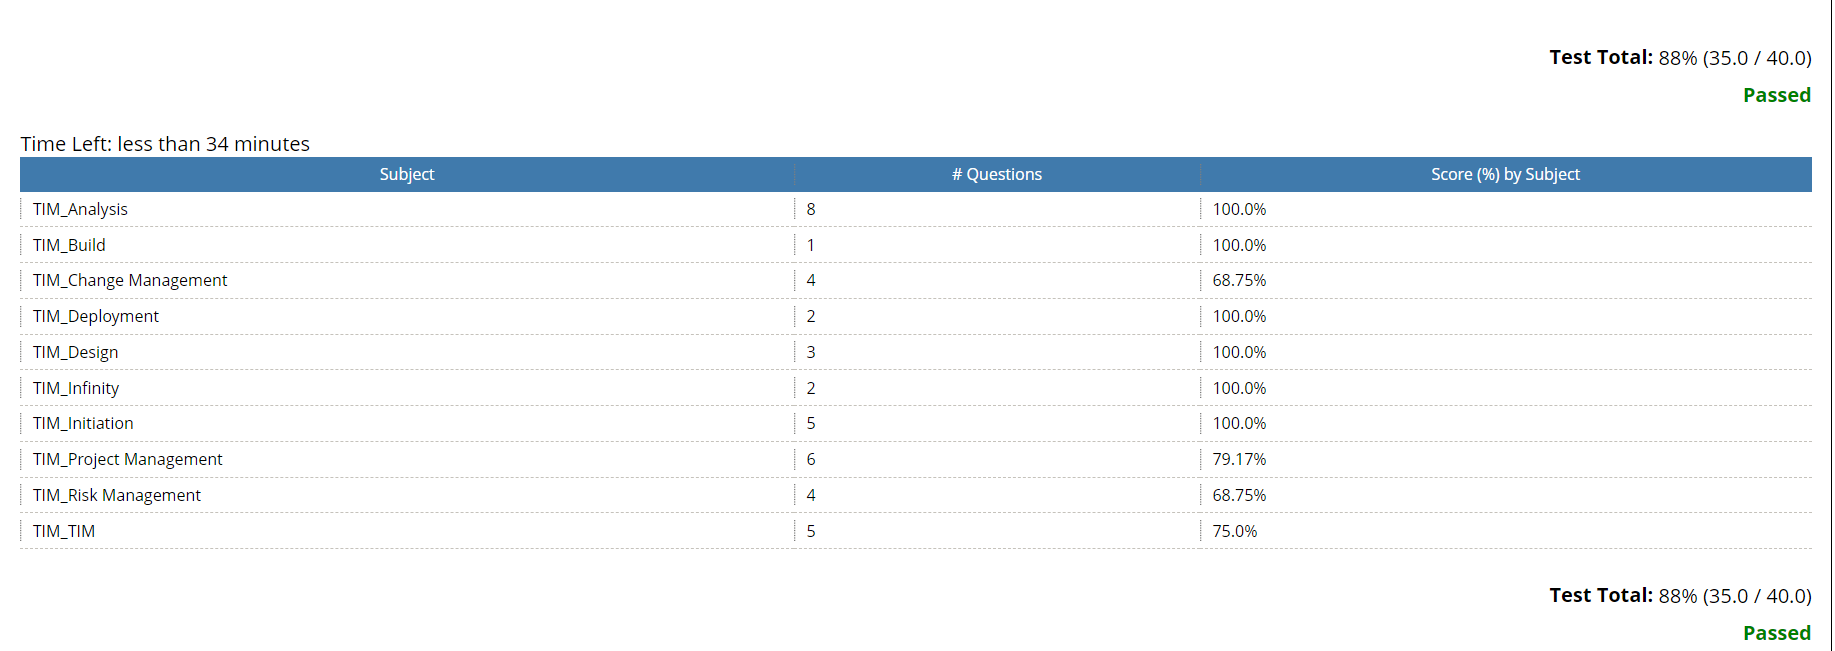 Test Total: 88% (35.0 / 40.0)
Passed
Time Left: less than 34 minutes
Subject # Questions Score (%) by Subject
TIM_Analysis 8 100.0%
TIM_Build 1 100.0%
TIM_Change Management 4 68.75%
TIM_Deployment 2 100.0%
TIM_Design 3 100.0%
TIM_Infinity 2 100.0%
TIM_Initiation 5 100.0%
TIM_Project Management 6 79.17%
TIM_Risk Management 4 68.75%
TIM_TIM 5 75.0%
Test Total: 88% (35.0 / 40.0)
Passed